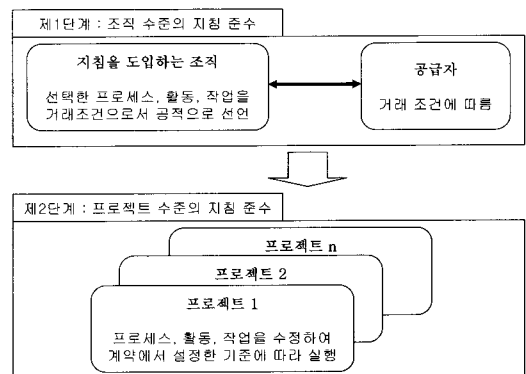 제1단계 : 조직 수준의 지침 준수
지침을 도입하는 조직
선택한 프로세스, 활동, 작업을
거래조건으로서 공적으로 선언
공급자
거래 조건에 따름
제2단계 : 프로젝트 수준의 지침 준수
프로젝트 n
프로젝트 2
프로젝트 1
프로세스, 활동, 작업을 수정하여
계약에서 설정한 기준에 따라 실행